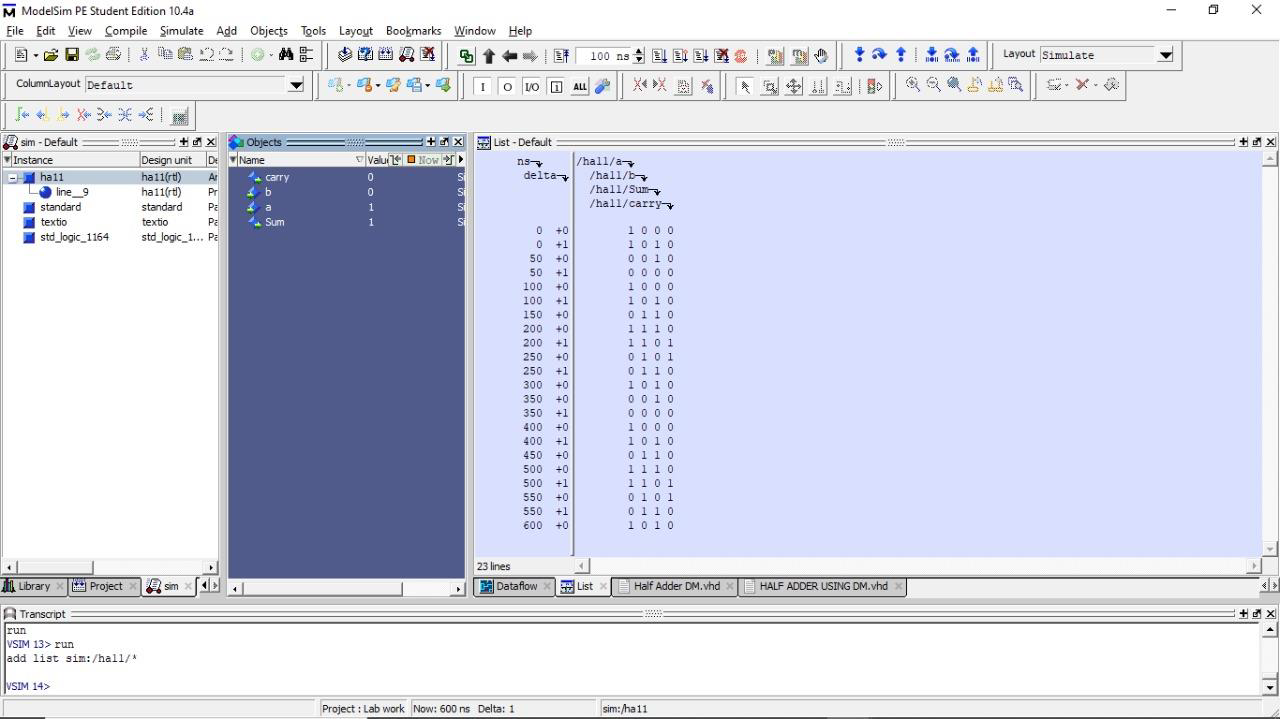 ModelSim PE Student Edition 10.4a
File Edit View Compile Simulate Add Objects Tools Layout Bookmarks Window Help
100 ns
Layout Simulate
ColumnLayout Default
I O I/O 1 ALL
sim - Default
Instance Design unit De
ha11 ha11(rtl) Ar
line__9 ha11(rtl) Pr
standard standard Pa
textio textio Pa
std_logic_1164 std_logic_1... Pa
Objects
Name Valu Now
carry 0 Si
b 0 Si
a 1 Si
Sum 1 Si
List - Default
ns /ha11/a
delta /ha11/b
/ha11/Sum
/ha11/carry
0 +0 1 0 0 0
0 +1 1 0 1 0
50 +0 0 0 1 0
50 +1 0 0 0 0
100 +0 1 0 0 0
100 +1 1 0 1 0
150 +0 0 1 1 0
200 +0 1 1 1 0
200 +1 1 1 0 1
250 +0 0 1 0 1
250 +1 0 1 1 0
300 +0 1 0 1 0
350 +0 0 0 1 0
350 +1 0 0 0 0
400 +0 1 0 0 0
400 +1 1 0 1 0
450 +0 0 1 1 0
500 +0 1 1 1 0
500 +1 1 1 0 1
550 +0 0 1 0 1
550 +1 0 1 1 0
600 +0 1 0 1 0
23 lines
Library Project sim
Dataflow List Half Adder DM.vhd HALF ADDER USING DM.vhd
Transcript
run
VSIM 13> run
add list sim:/ha11/*
VSIM 14>
Project : Lab work Now: 600 ns Delta: 1 sim:/ha11